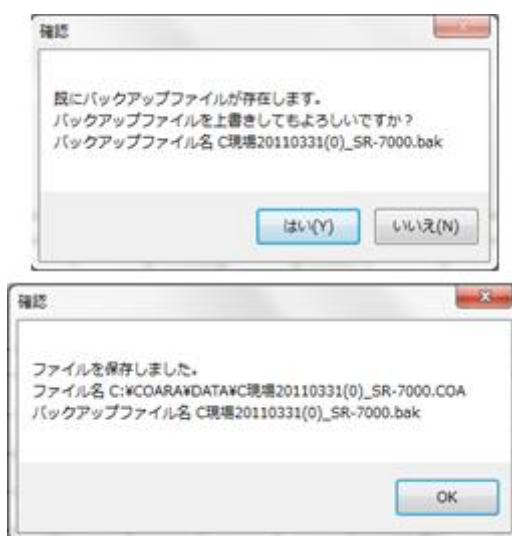 確認
既にバックアップファイルが存在します。
バックアップファイルを上書きしてもよろしいですか？
バックアップファイル名 C現場20110331(0)_SR-7000.bak
はい(Y)
いいえ(N)
確認
ファイルを保存しました。
ファイル名 C:¥COARA¥DATA¥C現場20110331(0)_SR-7000.COA
バックアップファイル名 C現場20110331(0)_SR-7000.bak
OK